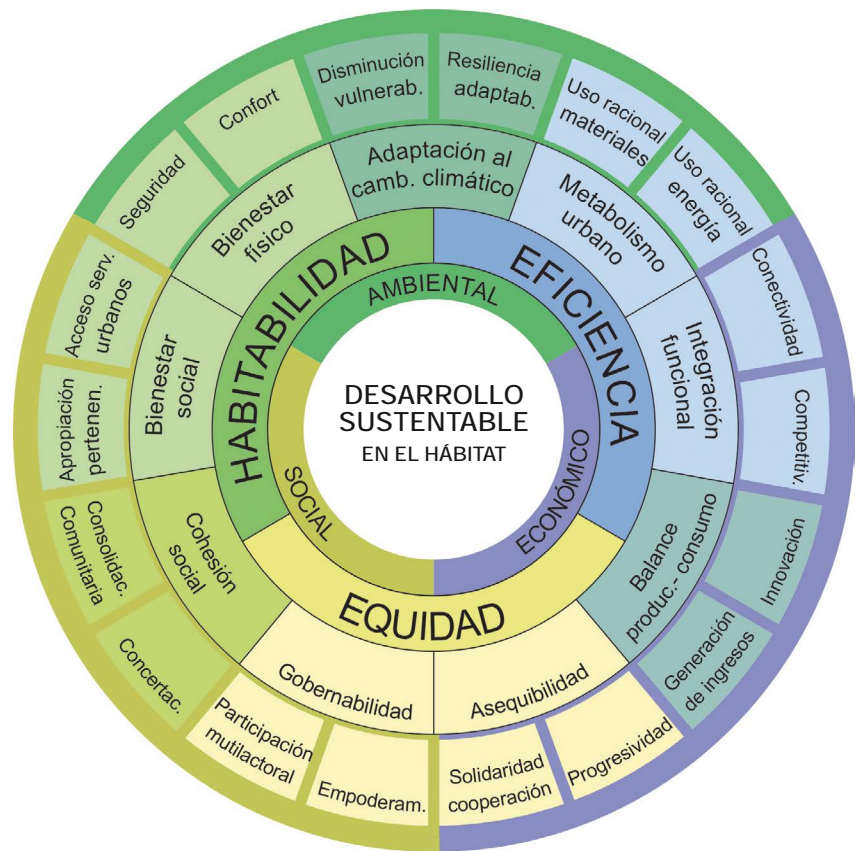 DESARROLLO
SUSTENTABLE
EN EL HÁBITAT
AMBIENTAL
ECONÓMICO
SOCIAL
HABITABILIDAD
EFICIENCIA
EQUIDAD
Adaptación al
camb. climático
Metabolismo
urbano
Integración
funcional
Balance
produc.- consumo
Asequibilidad
Gobernabilidad
Cohesión
social
Bienestar
social
Bienestar
físico
Disminución
vulnerab.
Resiliencia
adaptab.
Uso racional
materiales
Uso racional
energía
Conectividad
Competitiv.
Innovación
Generación
de ingresos
Progresividad
Solidaridad
cooperación
Empoderam.
Participación
mutilactoral
Concertac.
Consolidac.
Comunitaria
Apropiación
pertenen.
Acceso serv.
urbanos
Seguridad
Confort